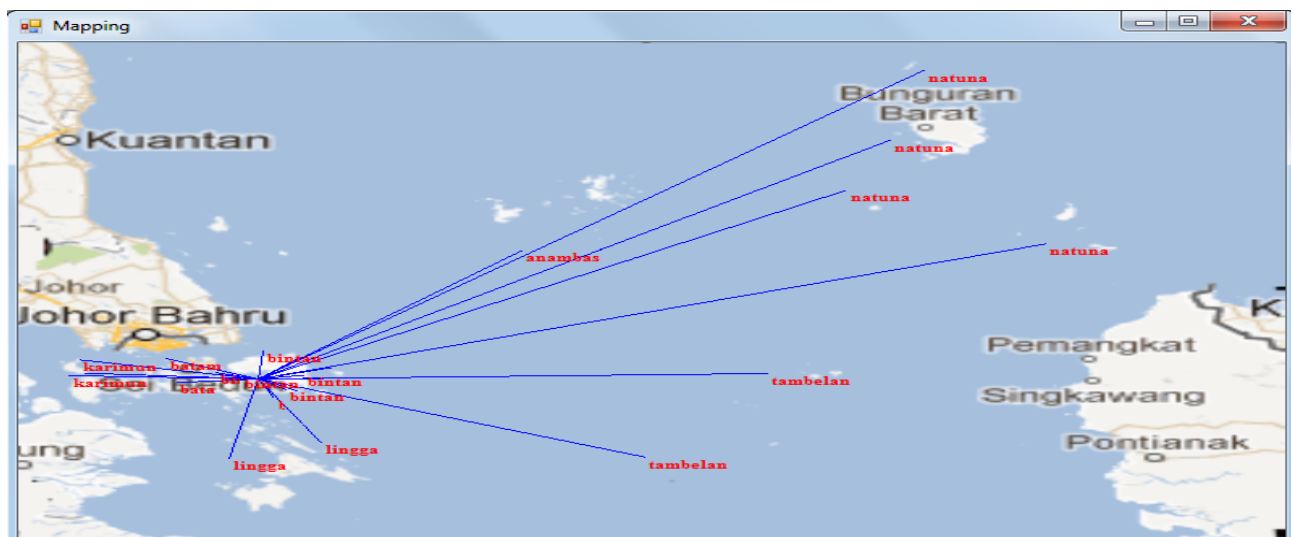 Mapping
natuna
Bunguran
Barat
Kuantan
natuna
natuna
natuna
anambas
Johor
Johor Bahru
Pemangkat
bintan
batam
karimun
karimun
bintan
bintan
tambelan
bata
bintan
Singkawang
Pontianak
ung
lingga
lingga
tambelan
K